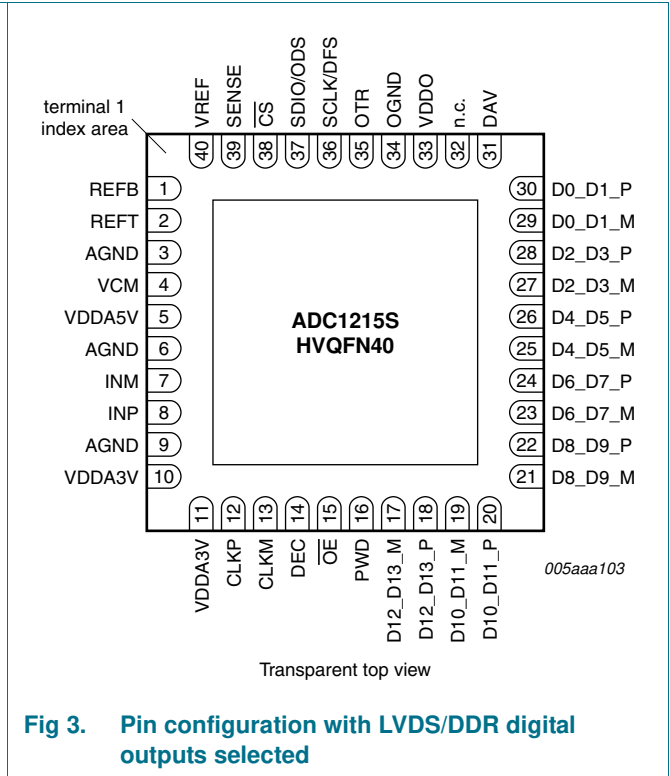 terminal 1
index area
VREF
SENSE
CS
SDIO/ODS
SCLK/DFS
OTR
OGND
VDDO
n.c.
DAV
40
39
38
37
36
35
34
33
32
31
REFB 1
REFT 2
AGND 3
VCM 4
VDDA5V 5
AGND 6
INM 7
INP 8
AGND 9
VDDA3V 10
ADC1215S
HVQFN40
30 D0_D1_P
29 D0_D1_M
28 D2_D3_P
27 D2_D3_M
26 D4_D5_P
25 D4_D5_M
24 D6_D7_P
23 D6_D7_M
22 D8_D9_P
21 D8_D9_M
11
12
13
14
15
16
17
18
19
20
VDDA3V
CLKP
CLKM
DEC
OE
PWD
D12_D13_M
D12_D13_P
D10_D11_M
D10_D11_P
005aaa103
Transparent top view
Fig 3. Pin configuration with LVDS/DDR digital
outputs selected